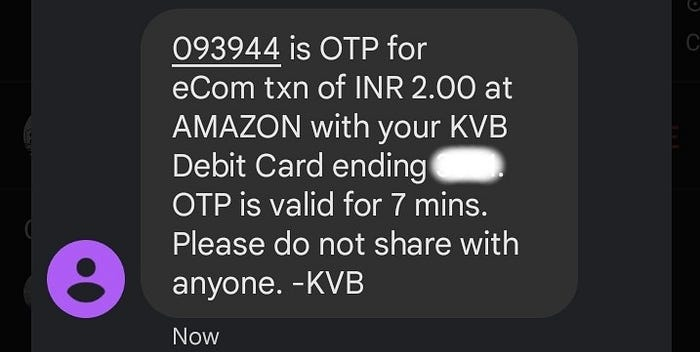 093944 is OTP for
eCom txn of INR 2.00 at
AMAZON with your KVB
Debit Card ending
OTP is valid for 7 mins.
Please do not share with
anyone. -KVB
Now